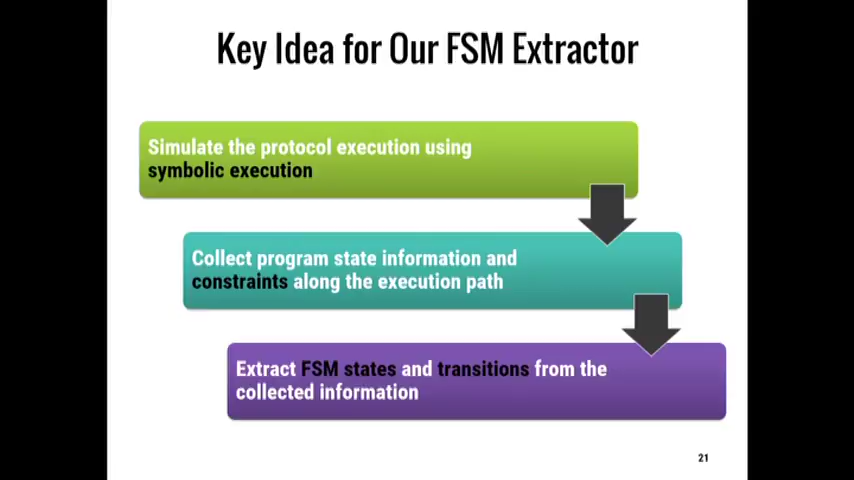 Key Idea for Our FSM Extractor
Simulate the protocol execution using
symbolic execution
Collect program state information and
constraints along the execution path
Extract FSM states and transitions from the
collected information
21